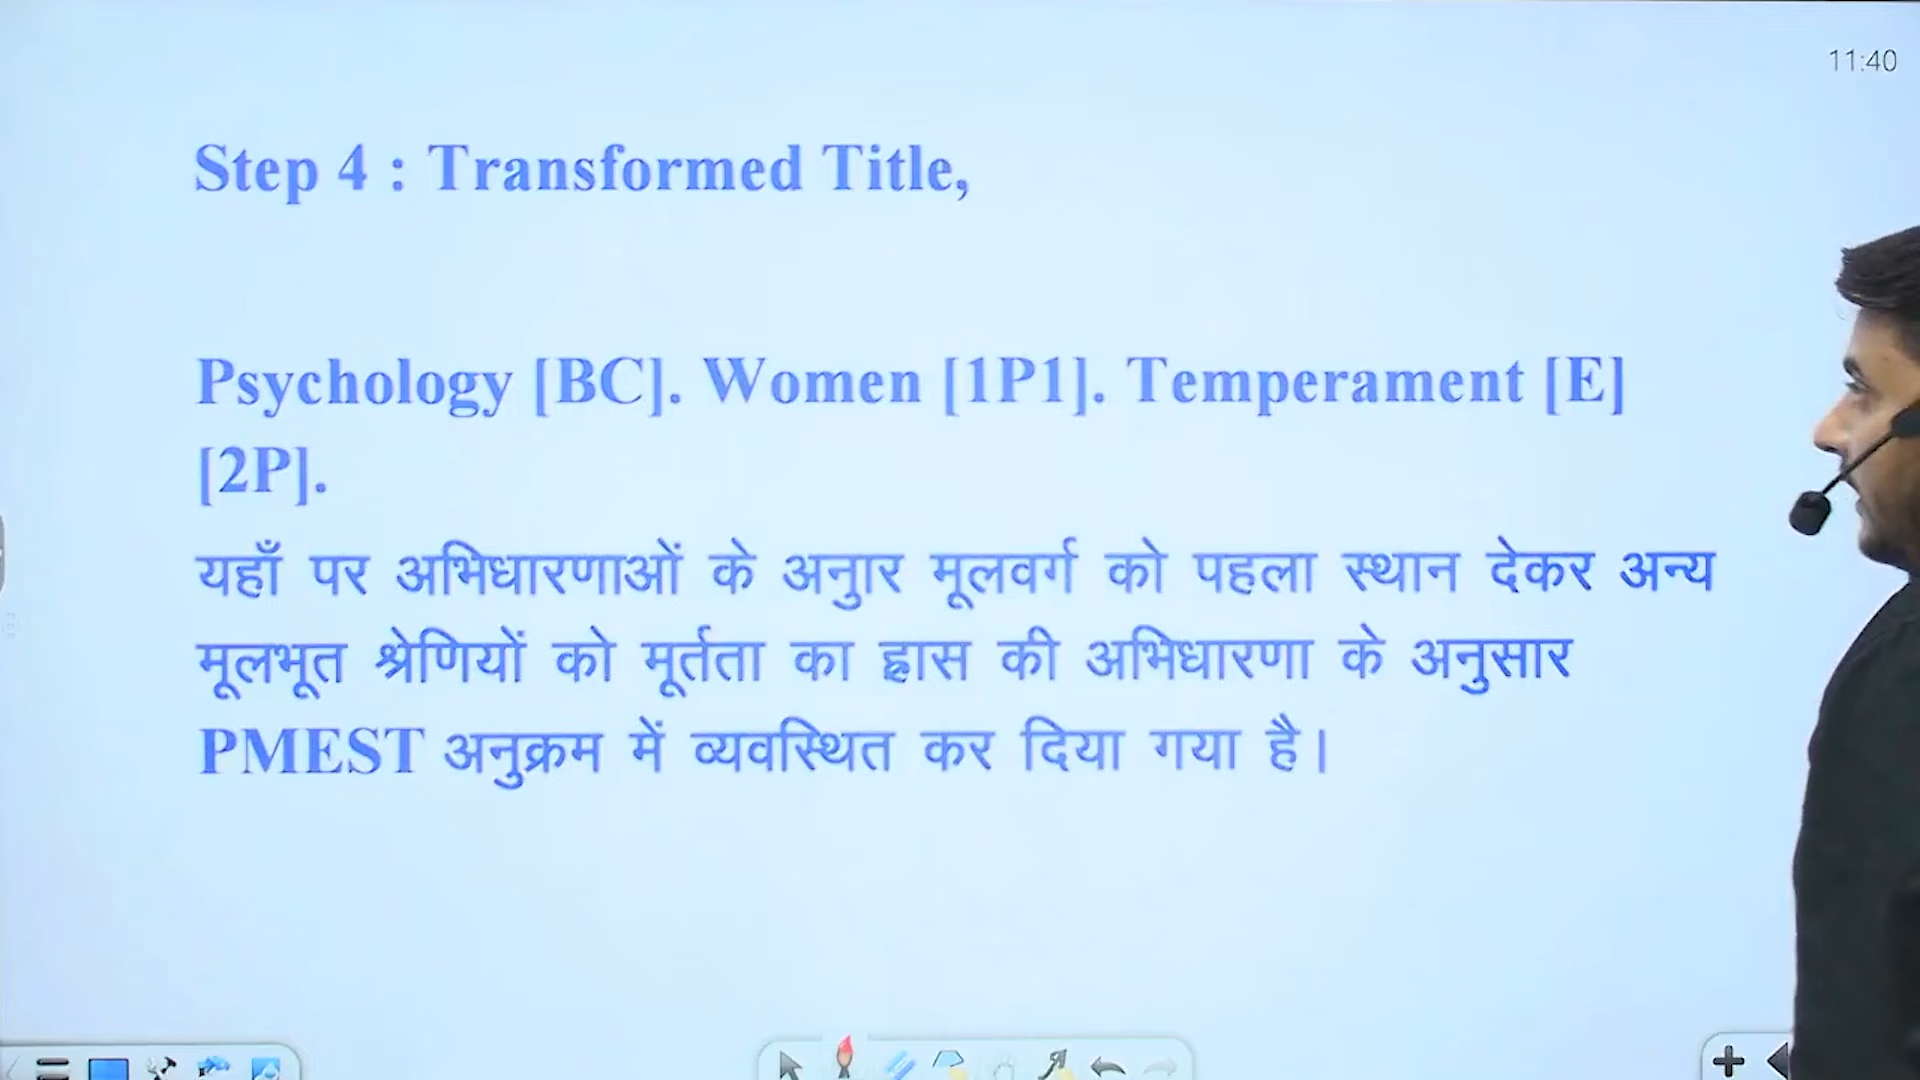 11:40
Step 4 : Transformed Title,
Psychology [BC]. Women [1P1]. Temperament [E]
[2P].
यहाँ पर अभिधारणाओं के अनुार मूलवर्ग को पहला स्थान देकर अन्य
मूलभूत श्रेणियों को मूर्तता का ह्रास की अभिधारणा के अनुसार
PMEST अनुक्रम में व्यवस्थित कर दिया गया है।